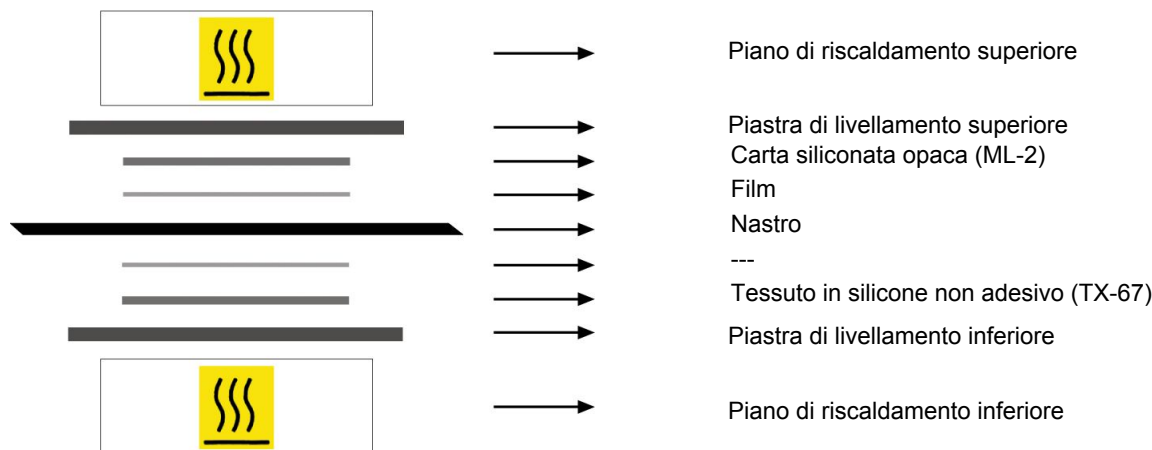 Piano di riscaldamento superiore
Piastra di livellamento superiore
Carta siliconata opaca (ML-2)
Film
Nastro
---
Tessuto in silicone non adesivo (TX-67)
Piastra di livellamento inferiore
Piano di riscaldamento inferiore